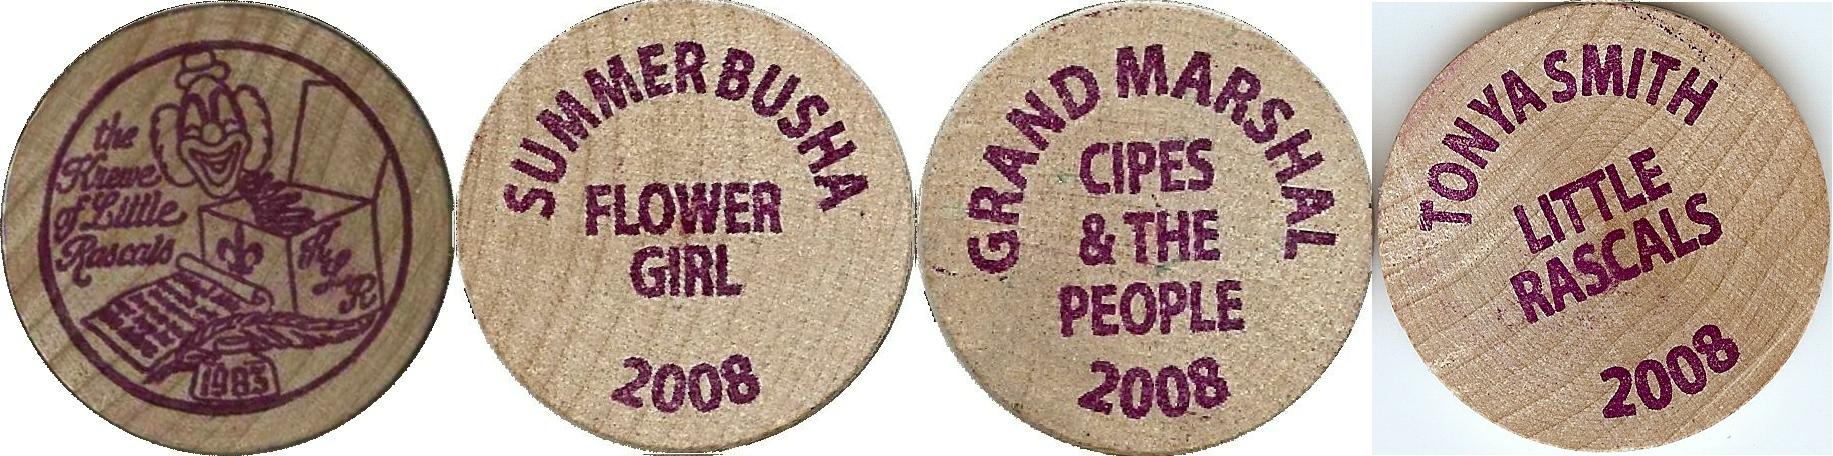 the
Krewe
of Little
Rascals
K
L
R
1983
SUMMER BUSHA
FLOWER
GIRL
2008
GRAND MARSHAL
CIPES
& THE
PEOPLE
2008
TONYA SMITH
LITTLE
RASCALS
2008